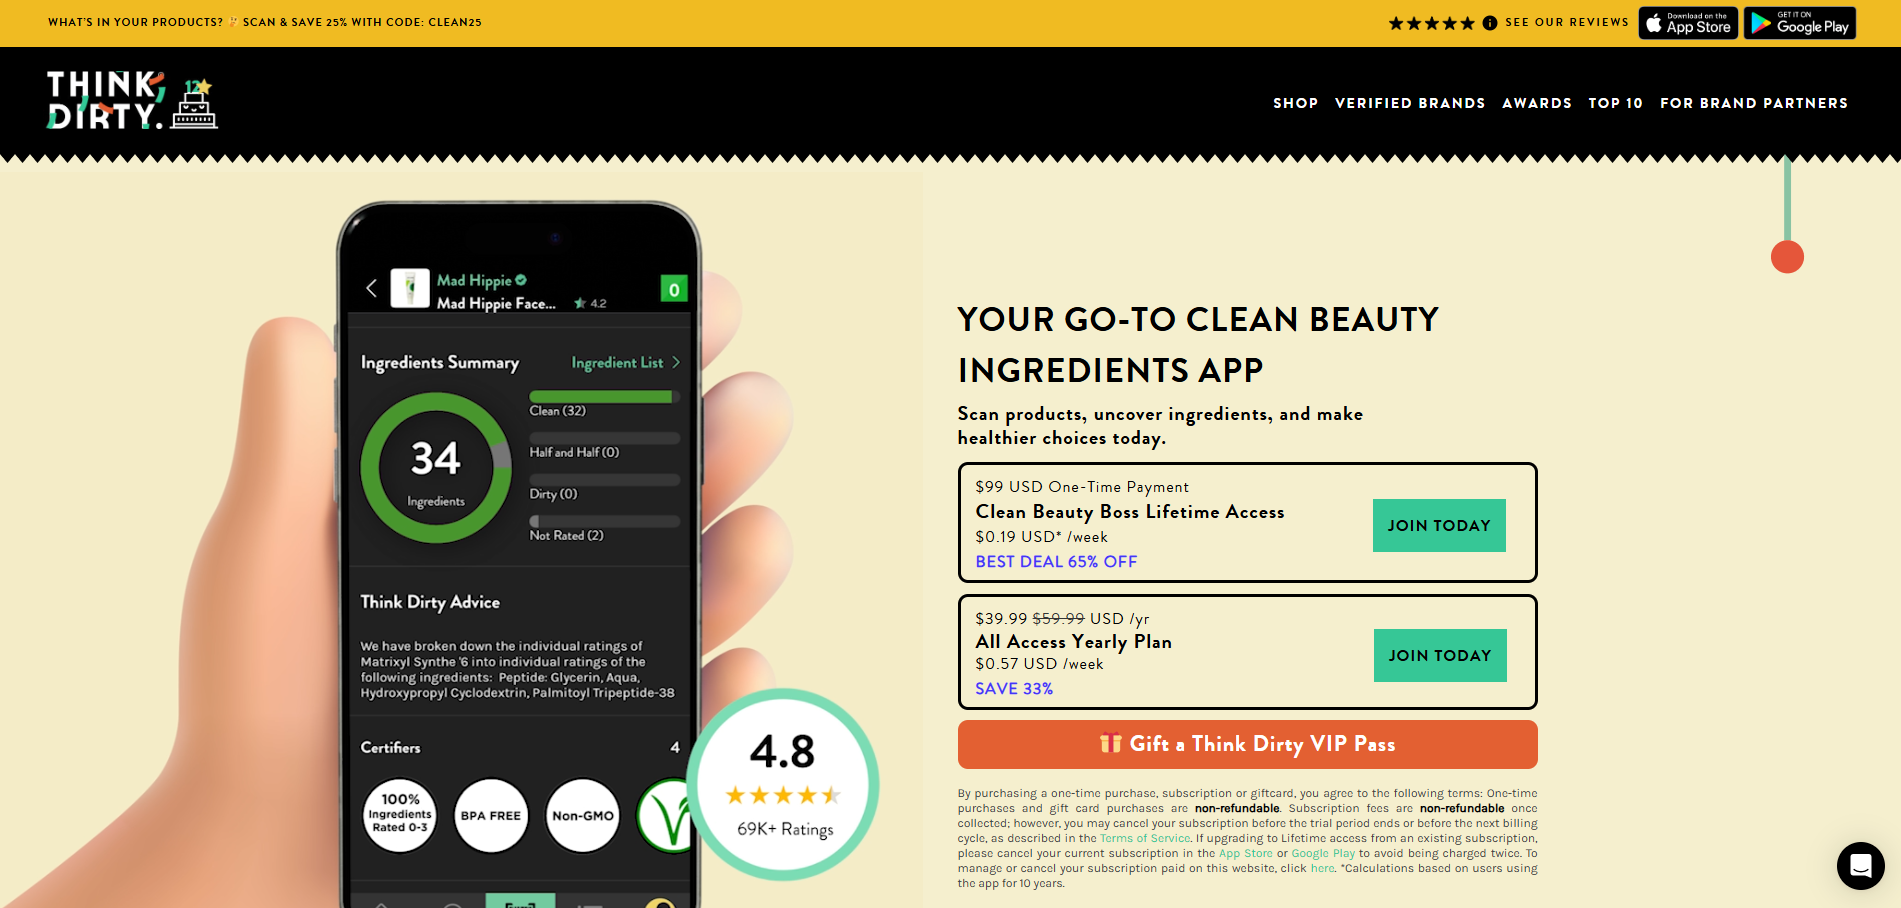 WHAT'S IN YOUR PRODUCTS? 🤔 SCAN & SAVE 25% WITH CODE: CLEAN25
SEE OUR REVIEWS
Download on the
App Store
GET IT ON
Google Play
THINK
DIRTY.
12
SHOP
VERIFIED BRANDS
AWARDS
TOP 10
FOR BRAND PARTNERS
Mad Hippie
Mad Hippie Face...
4.2
0
Ingredients Summary
Ingredient List
34
Ingredients
Clean (32)
Half and Half (0)
Dirty (0)
Not Rated (2)
Think Dirty Advice
We have broken down the individual ratings of
Matrixyl Synthe '6 into individual ratings of the
following ingredients: Peptide: Glycerin, Aqua,
Hydroxypropyl Cyclodextrin, Palmitoyl Tripeptide-38
Certifiers
4
100%
Ingredients
Rated 0-3
BPA FREE
Non-GMO
4.8
69K+ Ratings
YOUR GO-TO CLEAN BEAUTY
INGREDIENTS APP
Scan products, uncover ingredients, and make
healthier choices today.
$99 USD One-Time Payment
Clean Beauty Boss Lifetime Access
$0.19 USD* /week
BEST DEAL 65% OFF
JOIN TODAY
$39.99 $59.99 USD /yr
All Access Yearly Plan
$0.57 USD /week
SAVE 33%
JOIN TODAY
🎁 Gift a Think Dirty VIP Pass
By purchasing a one-time purchase, subscription or giftcard, you agree to the following terms: One-time
purchases and gift card purchases are non-refundable. Subscription fees are non-refundable once
collected; however, you may cancel your subscription before the trial period ends or before the next billing
cycle, as described in the Terms of Service. If upgrading to Lifetime access from an existing subscription,
please cancel your current subscription in the App Store or Google Play to avoid being charged twice. To
manage or cancel your subscription paid on this website, click here. *Calculations based on users using
the app for 10 years.